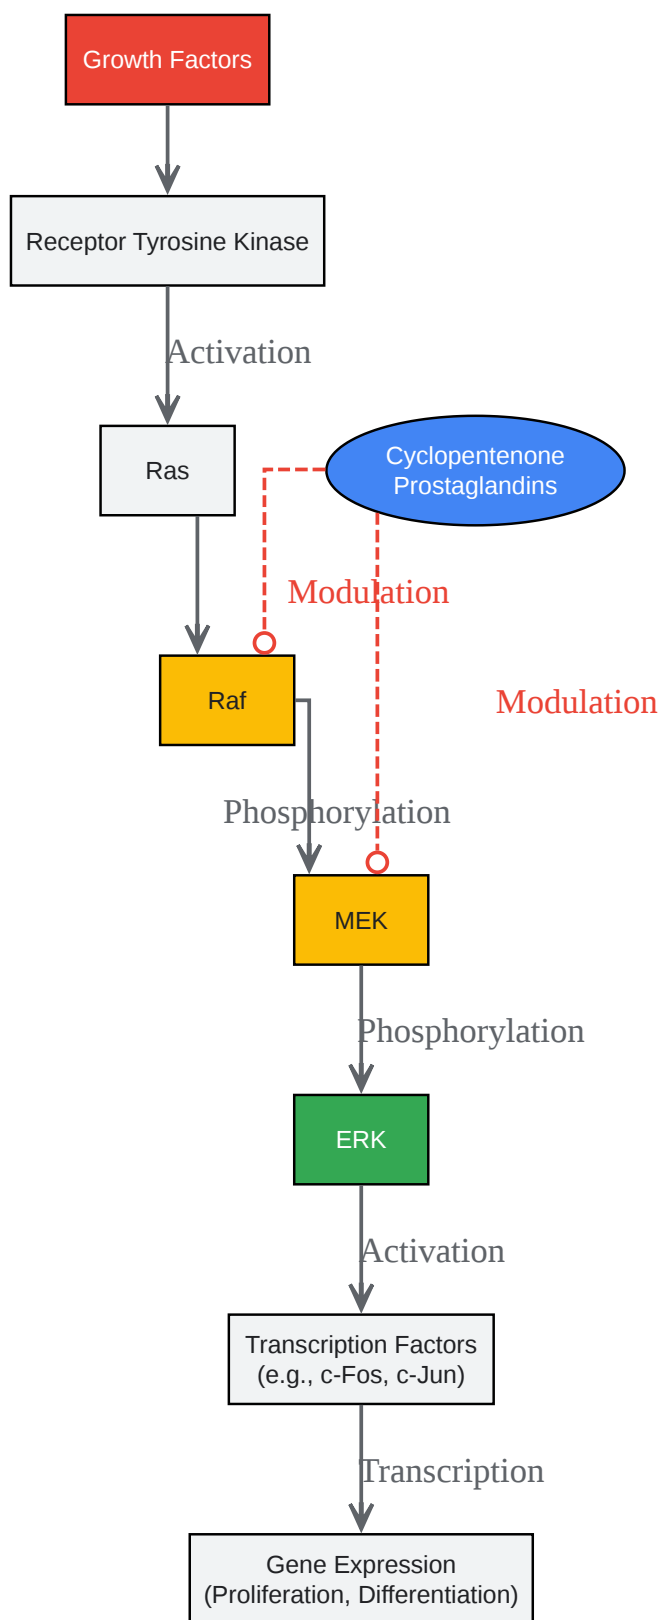 Growth Factors
Receptor Tyrosine Kinase
Activation
Ras
Cyclopentenone
Prostaglandins
Modulation
Raf
Modulation
Phosphorylation
MEK
Phosphorylation
ERK
Activation
Transcription Factors
(e.g., c-Fos, c-Jun)
Transcription
Gene Expression
(Proliferation, Differentiation)